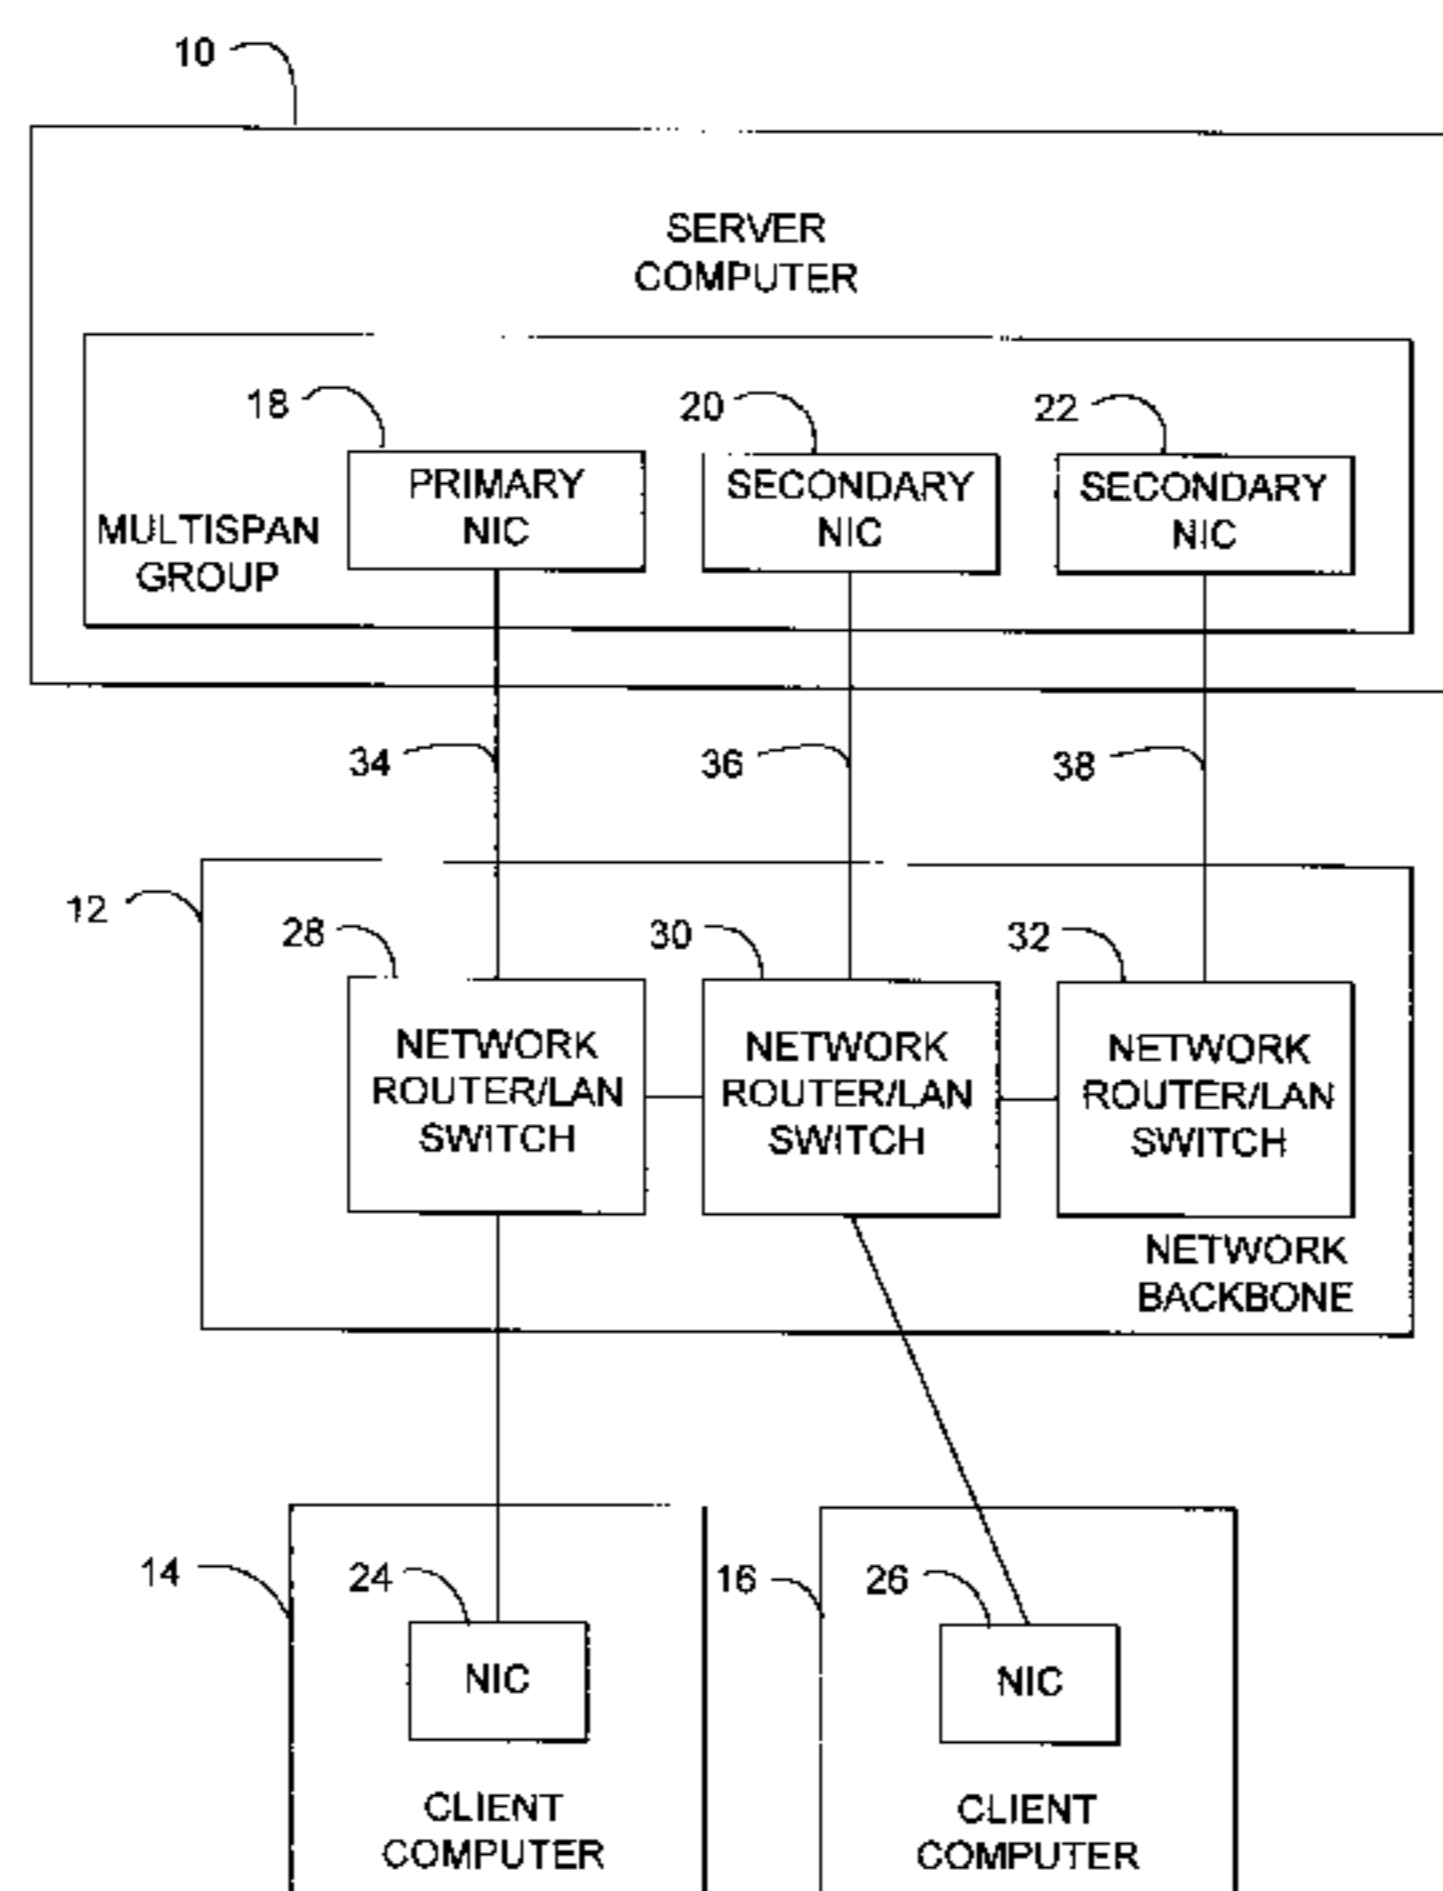 10
SERVER
COMPUTER
18
20
22
PRIMARY
NIC
SECONDARY
NIC
SECONDARY
NIC
MULTISPAN
GROUP
34
36
38
12
28
30
32
NETWORK
ROUTER/LAN
SWITCH
NETWORK
ROUTER/LAN
SWITCH
NETWORK
ROUTER/LAN
SWITCH
NETWORK
BACKBONE
14
24
16
26
NIC
NIC
CLIENT
COMPUTER
CLIENT
COMPUTER